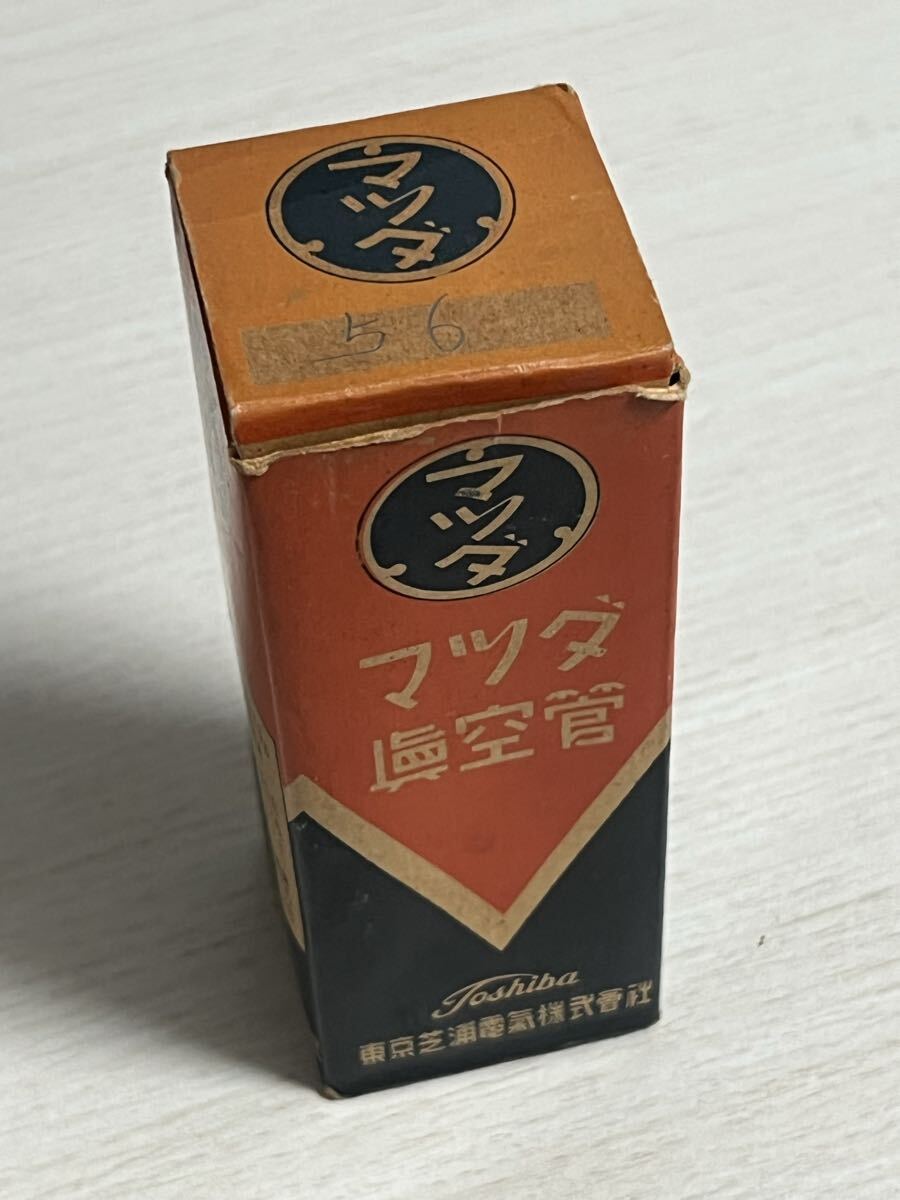 マツダ
56
マツダ
マツダ
眞空管
Toshiba
東京芝浦電氣株式會社